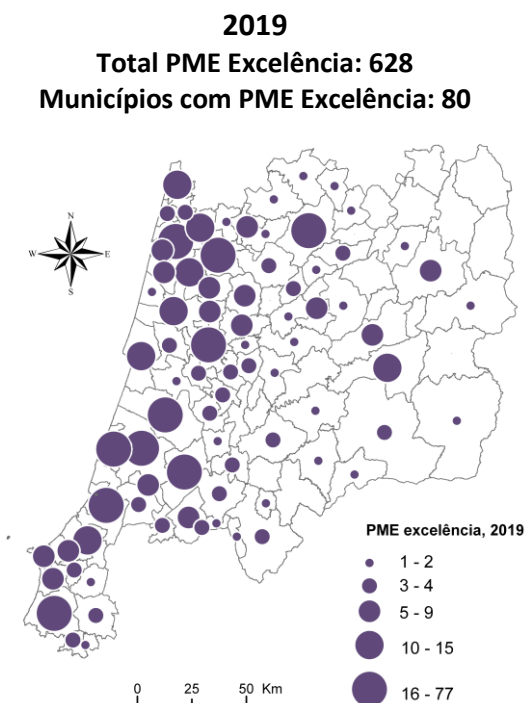 2019
Total PME Excelência: 628
Municípios com PME Excelência: 80
N
W E
S
PME excelência, 2019
1 - 2
3 - 4
5 - 9
10 - 15
16 - 77
0 25 50 Km